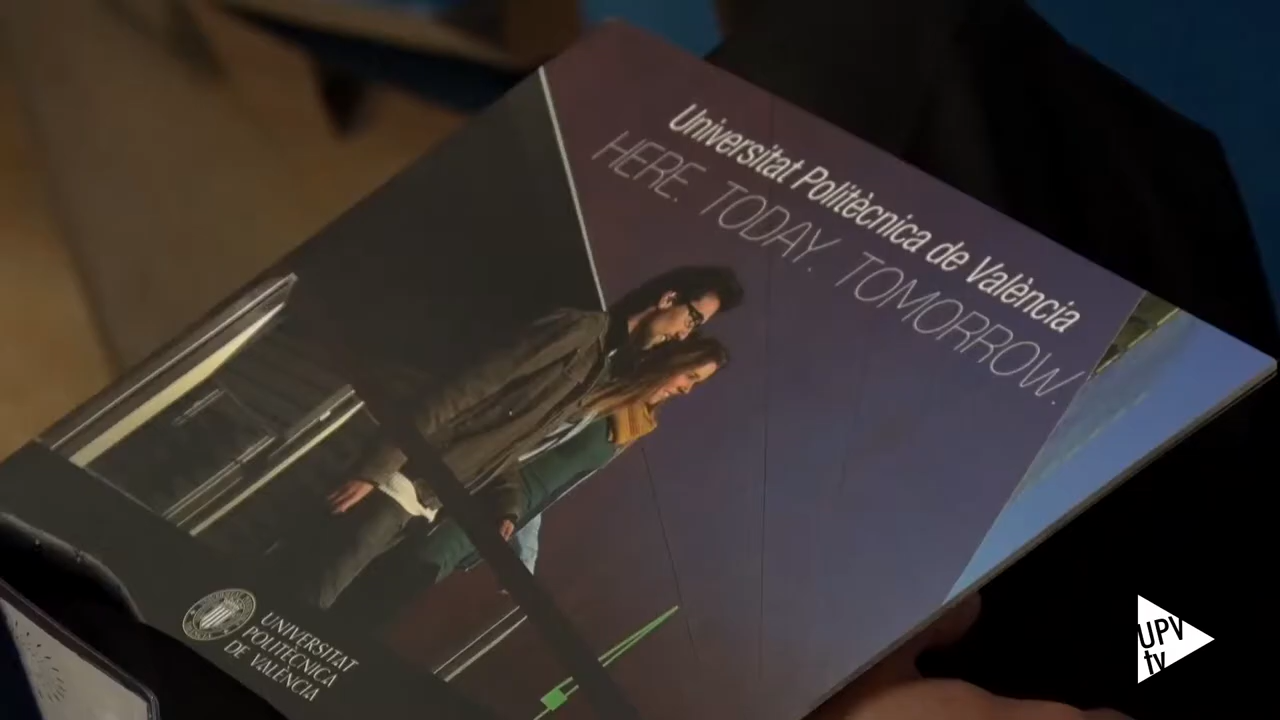 Universitat Politècnica de València
HERE. TODAY. TOMORROW.
UNIVERSITAT
POLITÈCNICA
DE VALÈNCIA
UPV
tv